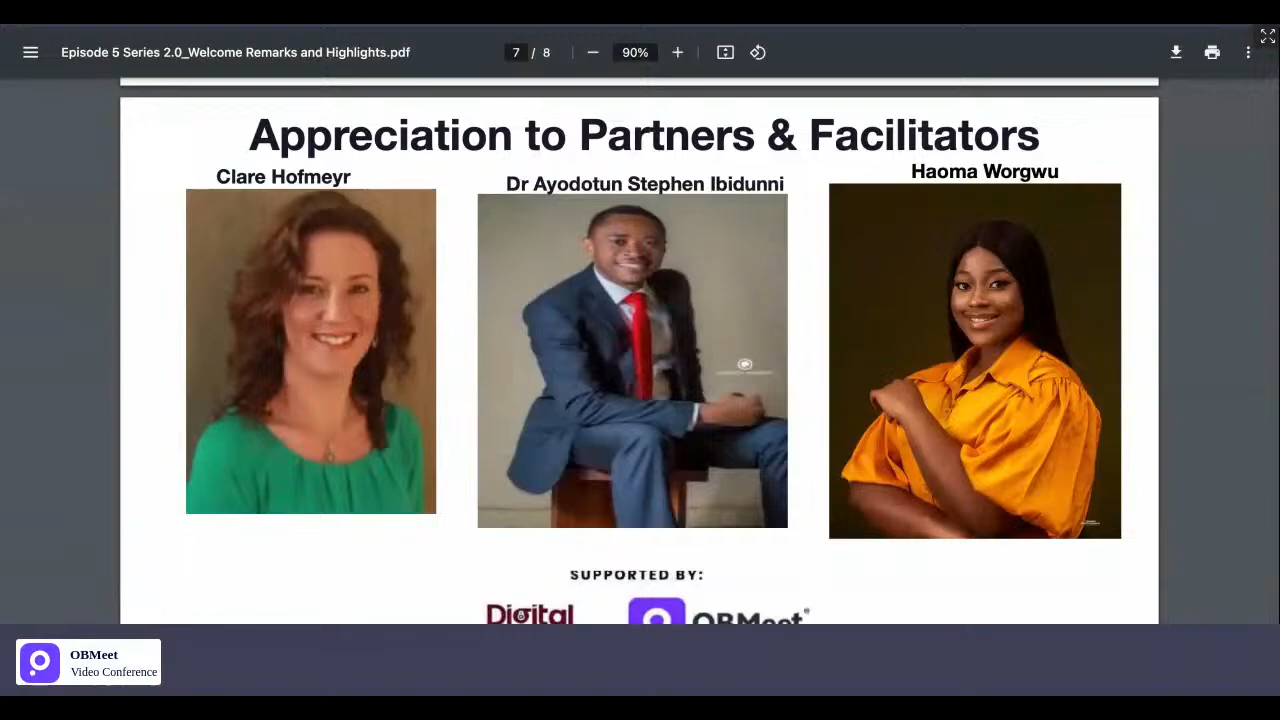 Episode 5 Series 2.0_Welcome Remarks and Highlights.pdf
7 / 8
90%
Appreciation to Partners & Facilitators
Clare Hofmeyr
Dr Ayodotun Stephen Ibidunni
Haoma Worgwu
SUPPORTED BY:
Digital
OBMeet
OBMeet
Video Conference